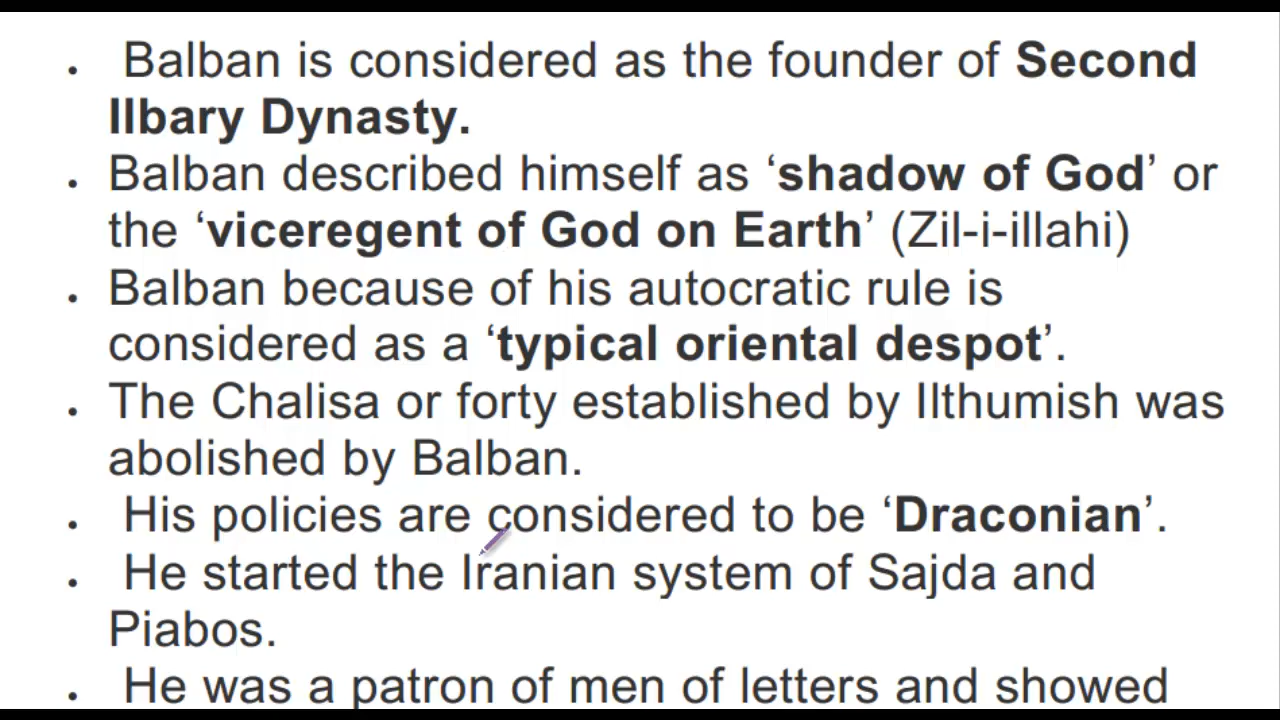 • Balban is considered as the founder of Second
Ilbary Dynasty.
• Balban described himself as ‘shadow of God’ or
the ‘viceregent of God on Earth’ (Zil-i-illahi)
• Balban because of his autocratic rule is
considered as a ‘typical oriental despot’.
• The Chalisa or forty established by Ilthumish was
abolished by Balban.
• His policies are considered to be ‘Draconian’.
• He started the Iranian system of Sajda and
Piabos.
• He was a patron of men of letters and showed